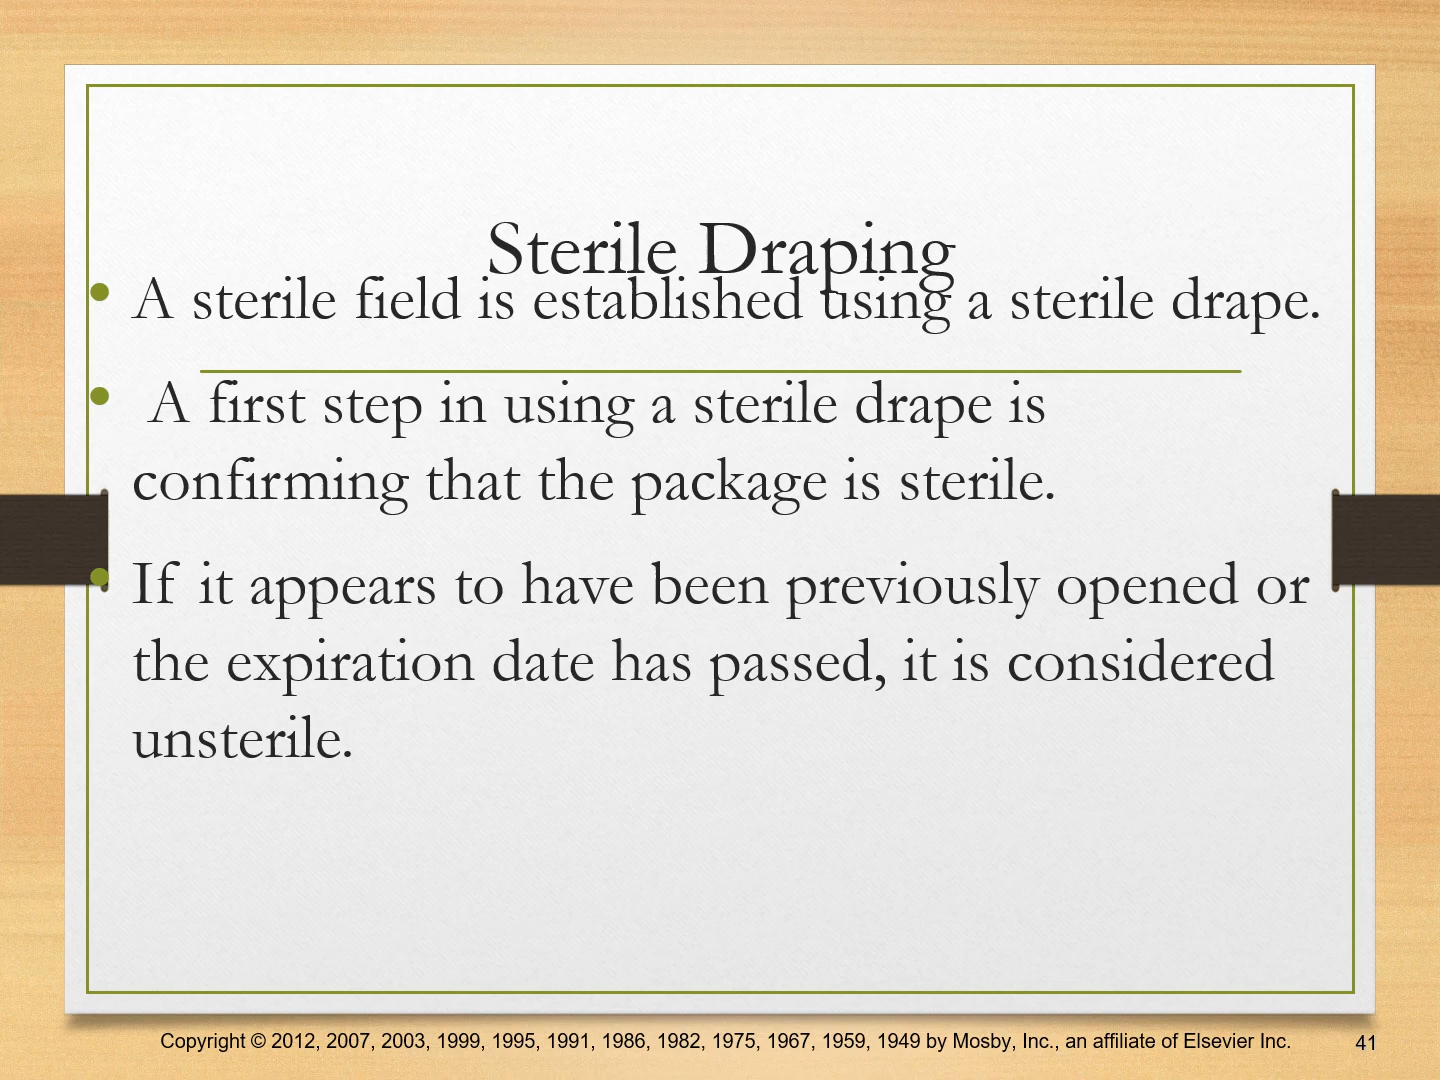 Sterile Draping
• A sterile field is established using a sterile drape.
• A first step in using a sterile drape is
confirming that the package is sterile.
• If it appears to have been previously opened or
the expiration date has passed, it is considered
unsterile.
Copyright © 2012, 2007, 2003, 1999, 1995, 1991, 1986, 1982, 1975, 1967, 1959, 1949 by Mosby, Inc., an affiliate of Elsevier Inc. 41